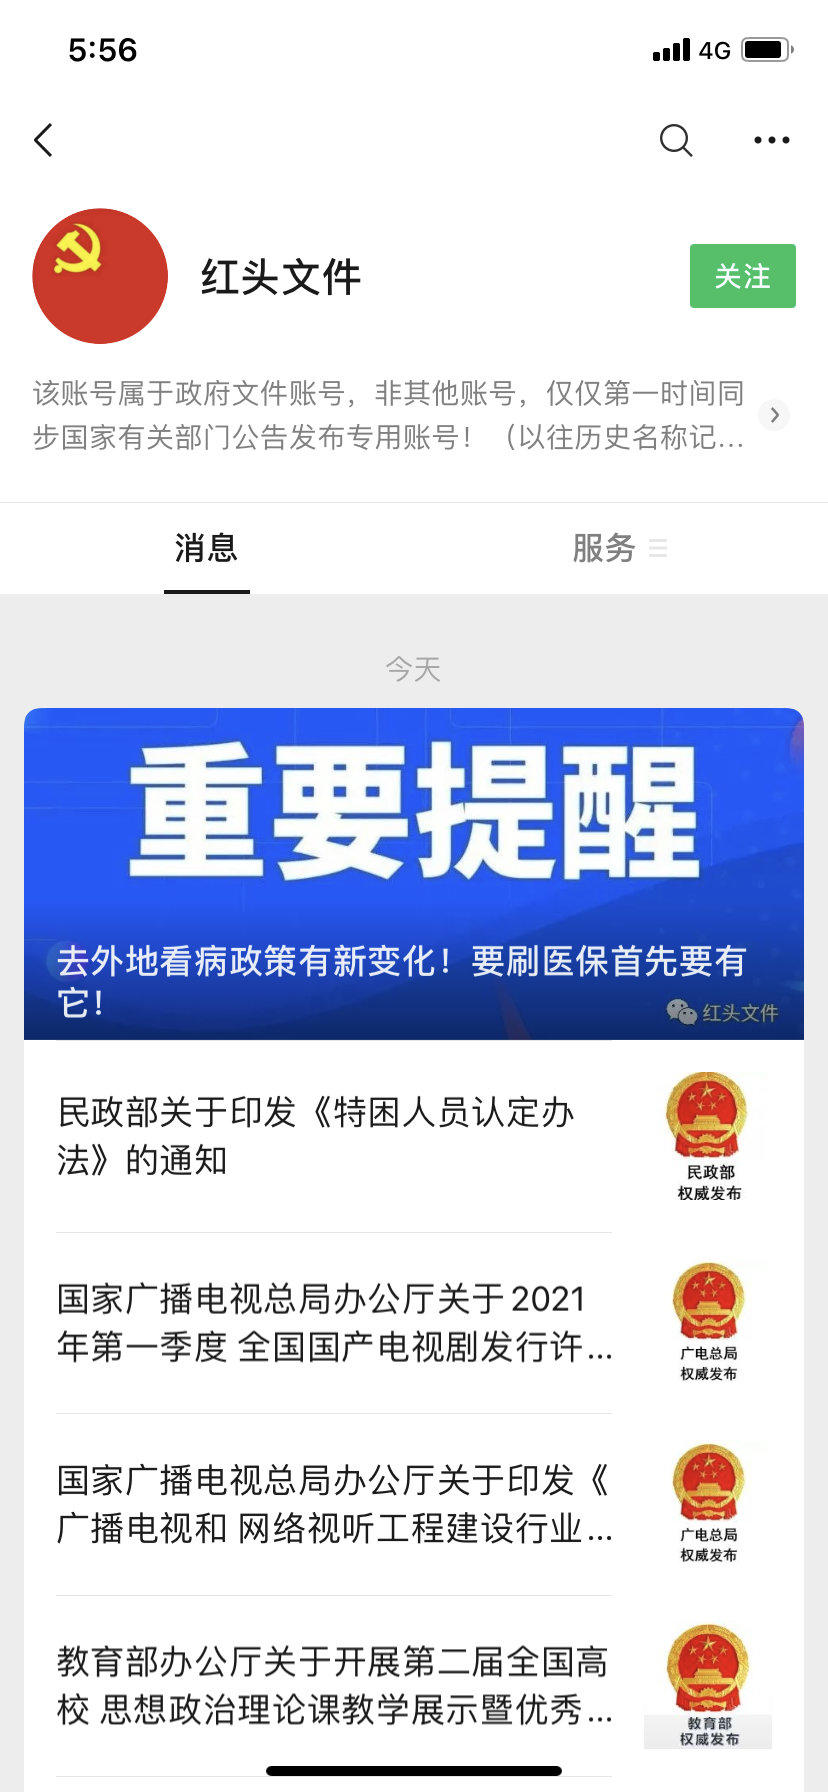 5:56
4G
红头文件
关注
该账号属于政府文件账号，非其他账号，仅仅第一时间同
步国家有关部门公告发布专用账号！（以往历史名称记...
消息
服务
今天
重要提醒
去外地看病政策有新变化！要刷医保首先要有
它！
红头文件
民政部关于印发《特困人员认定办
法》的通知
民政部
权威发布
国家广播电视总局办公厅关于2021
年第一季度 全国国产电视剧发行许...
广电总局
权威发布
国家广播电视总局办公厅关于印发《
广播电视和 网络视听工程建设行业...
广电总局
权威发布
教育部办公厅关于开展第二届全国高
校 思想政治理论课教学展示暨优秀...
教育部
权威发布